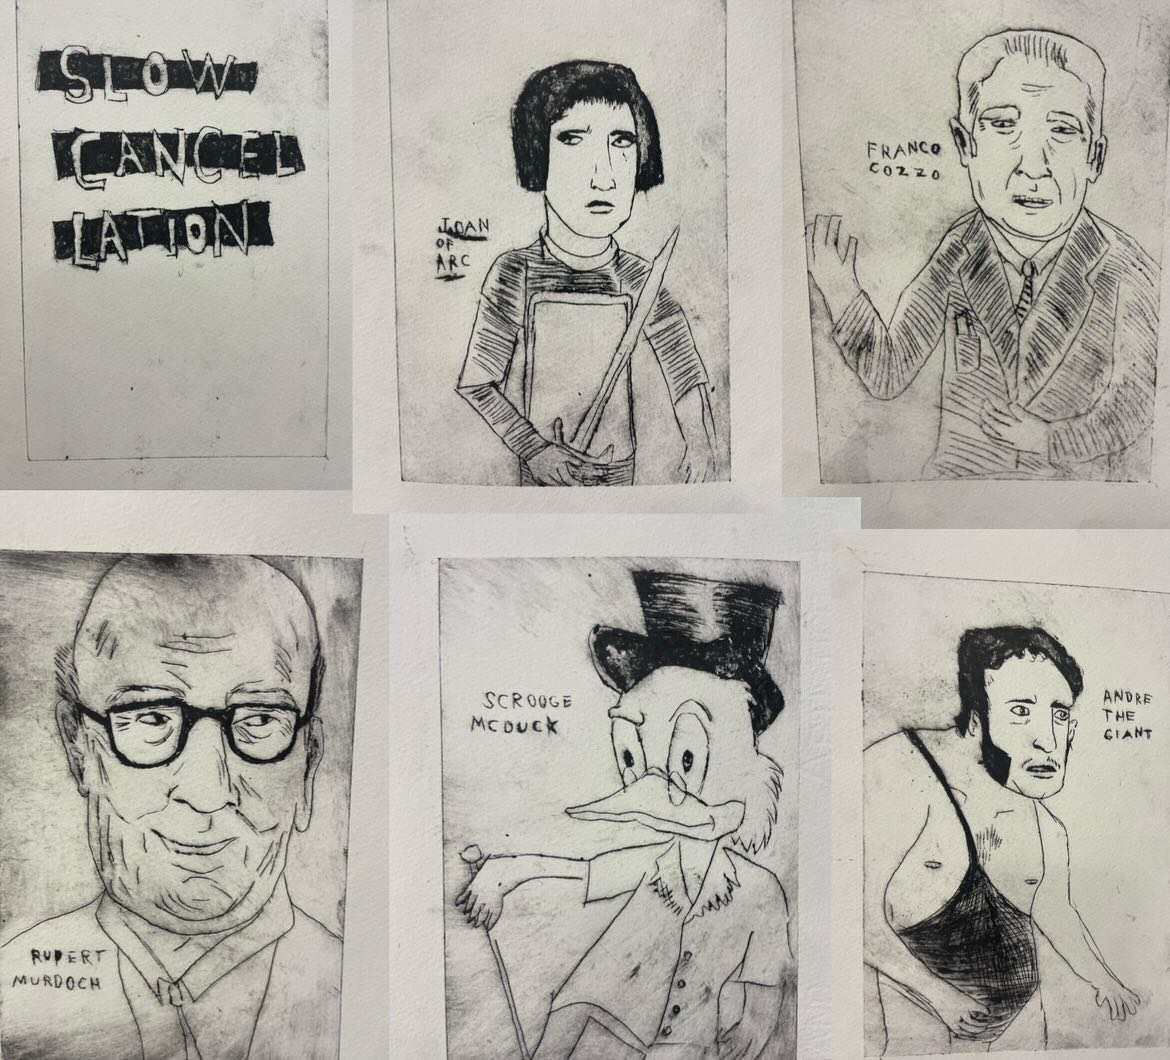 SLOW
CANCEL
LATION
JOAN
OF
ARC
FRANCO
COZZO
RUPERT
MURDOCH
SCROOGE
MCDUCK
ANDRE
THE
GIANT